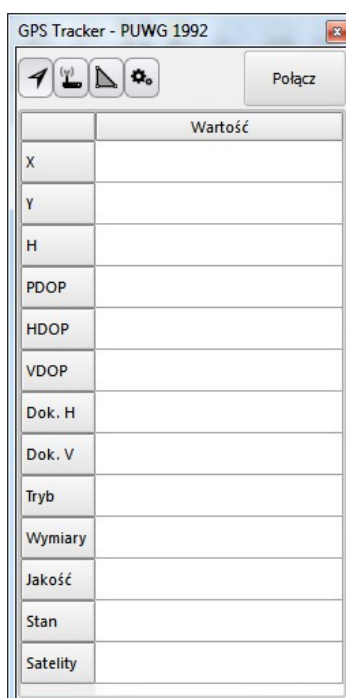 GPS Tracker - PUWG 1992
Połącz
Wartość
X
Y
H
PDOP
HDOP
VDOP
Dok. H
Dok. V
Tryb
Wymiary
Jakość
Stan
Satelity